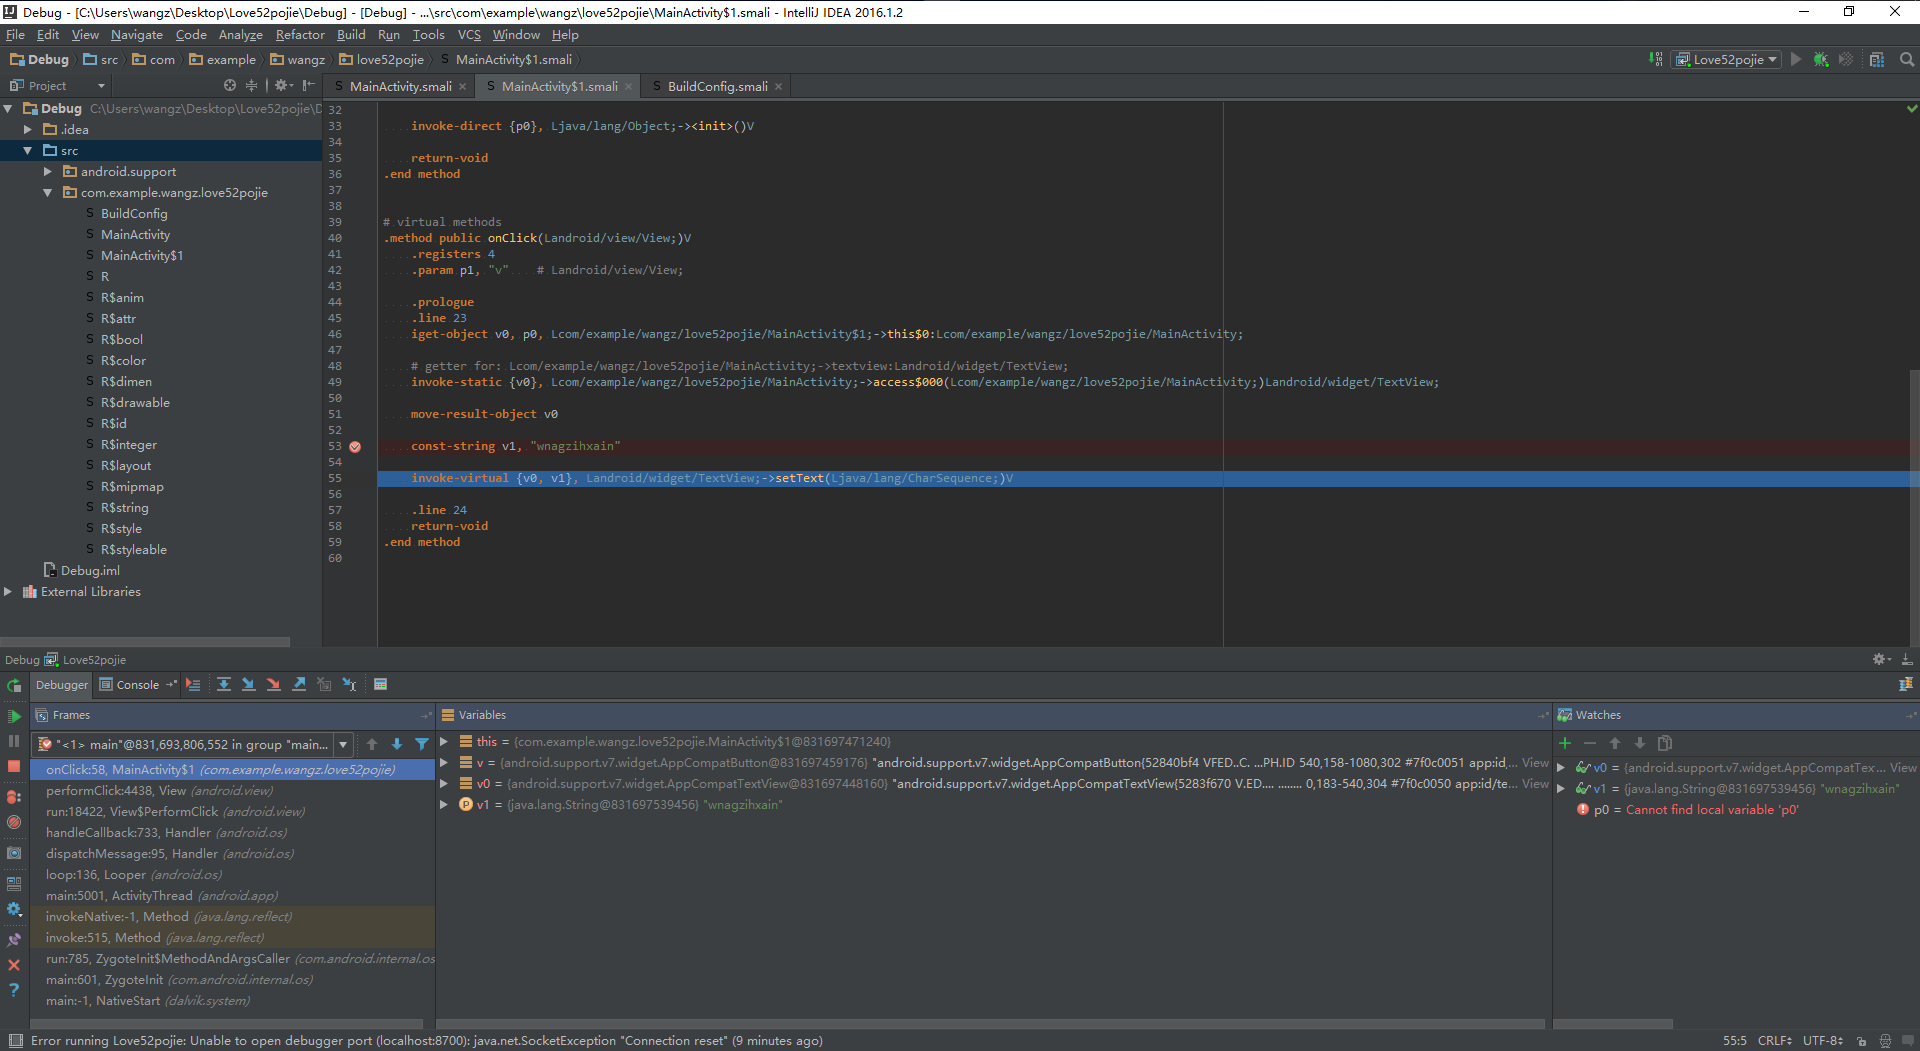 Debug - [C:\Users\wangz\Desktop\Love52pojie\Debug] - [Debug] - ...\src\com\example\wangz\love52pojie\MainActivity$1.smali - IntelliJ IDEA 2016.1.2
File Edit View Navigate Code Analyze Refactor Build Run Tools VCS Window Help
Debug src com example wangz love52pojie S MainActivity$1.smali Love52pojie
Project S MainActivity.smali S MainActivity$1.smali S BuildConfig.smali
Debug C:\Users\wangz\Desktop\Love52pojie\D
.idea
src
android.support
com.example.wangz.love52pojie
S BuildConfig
S MainActivity
S MainActivity$1
S R
S R$anim
S R$attr
S R$bool
S R$color
S R$dimen
S R$drawable
S R$id
S R$integer
S R$layout
S R$mipmap
S R$string
S R$style
S R$styleable
Debug.iml
External Libraries
32
33 invoke-direct {p0}, Ljava/lang/Object;-><init>()V
34
35 return-void
36 .end method
37
38
39 # virtual methods
40 .method public onClick(Landroid/view/View;)V
41 .registers 4
42 .param p1, "v" # Landroid/view/View;
43
44 .prologue
45 .line 23
46 iget-object v0, p0, Lcom/example/wangz/love52pojie/MainActivity$1;->this$0:Lcom/example/wangz/love52pojie/MainActivity;
47
48 # getter for: Lcom/example/wangz/love52pojie/MainActivity;->textview:Landroid/widget/TextView;
49 invoke-static {v0}, Lcom/example/wangz/love52pojie/MainActivity;->access$000(Lcom/example/wangz/love52pojie/MainActivity;)Landroid/widget/TextView;
50
51 move-result-object v0
52
53 const-string v1, "wnagzihxain"
54
55 invoke-virtual {v0, v1}, Landroid/widget/TextView;->setText(Ljava/lang/CharSequence;)V
56
57 .line 24
58 return-void
59 .end method
60
Debug Love52pojie
Debugger Console
Frames
"<1> main"@831,693,806,552 in group "main...
onClick:58, MainActivity$1 (com.example.wangz.love52pojie)
performClick:4438, View (android.view)
run:18422, View$PerformClick (android.view)
handleCallback:733, Handler (android.os)
dispatchMessage:95, Handler (android.os)
loop:136, Looper (android.os)
main:5001, ActivityThread (android.app)
invokeNative:-1, Method (java.lang.reflect)
invoke:515, Method (java.lang.reflect)
run:785, ZygoteInit$MethodAndArgsCaller (com.android.internal.os
main:601, ZygoteInit (com.android.internal.os)
main:-1, NativeStart (dalvik.system)
Variables
this = {com.example.wangz.love52pojie.MainActivity$1@831697471240}
v = {android.support.v7.widget.AppCompatButton@831697459176} "android.support.v7.widget.AppCompatButton{52840bf4 VFED..C. ...PH.ID 540,158-1080,302 #7f0c0051 app:id,... View
v0 = {android.support.v7.widget.AppCompatTextView@831697448160} "android.support.v7.widget.AppCompatTextView{5283f670 V.ED.... ........ 0,183-540,304 #7f0c0050 app:id/te... View
P v1 = {java.lang.String@831697539456} "wnagzihxain"
Watches
v0 = {android.support.v7.widget.AppCompatTex... View
v1 = {java.lang.String@831697539456} "wnagzihxain"
p0 = Cannot find local variable 'p0'
Error running Love52pojie: Unable to open debugger port (localhost:8700): java.net.SocketException "Connection reset" (9 minutes ago) 55:5 CRLF UTF-8